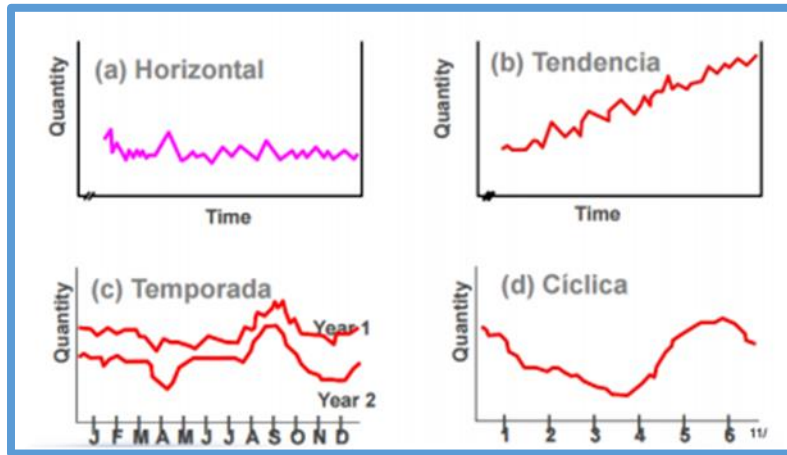 (a) Horizontal
Quantity
Time
(b) Tendencia
Quantity
Time
(c) Temporada
Quantity
Year 1
Year 2
J F M A M J J A S O N D
(d) Cíclica
Quantity
1 2 3 4 5 6 11/